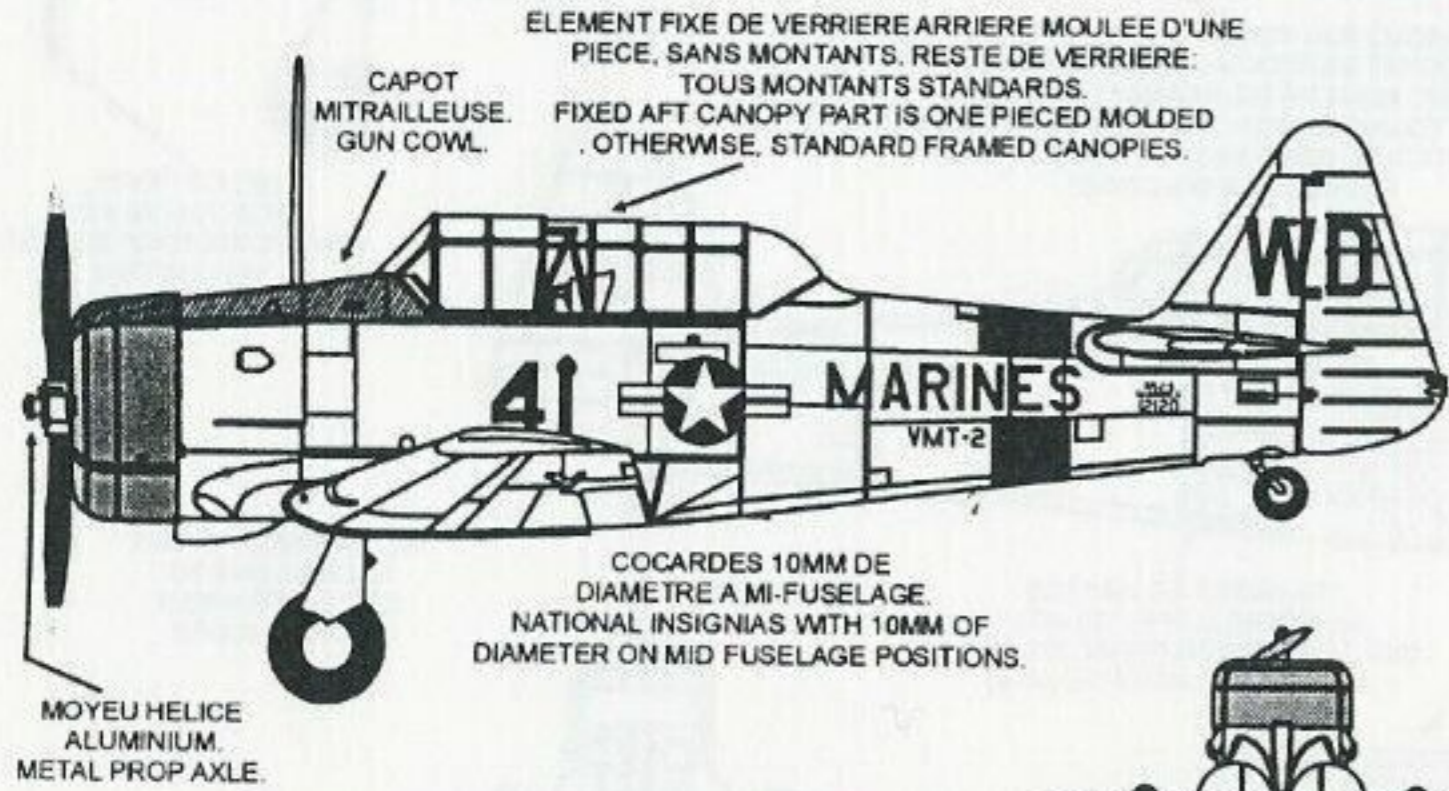 ELEMENT FIXE DE VERRIERE ARRIERE MOULEE D'UNE
PIECE, SANS MONTANTS. RESTE DE VERRIERE:
TOUS MONTANTS STANDARDS.
FIXED AFT CANOPY PART IS ONE PIECED MOLDED
. OTHERWISE, STANDARD FRAMED CANOPIES.
CAPOT
MITRAILLEUSE.
GUN COWL.
WD
41
MARINES
VMT-2
12120
COCARDES 10MM DE
DIAMETRE A MI-FUSELAGE.
NATIONAL INSIGNIAS WITH 10MM OF
DIAMETER ON MID FUSELAGE POSITIONS.
MOYEU HELICE
ALUMINIUM.
METAL PROP AXLE.